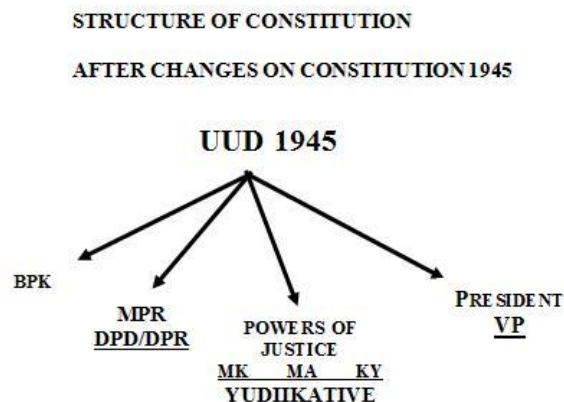 STRUCTURE OF CONSTITUTION
AFTER CHANGES ON CONSTITUTION 1945
UUD 1945
BPK
MPR
DPD/DPR
POWERS OF
JUSTICE
MK MA KY
YUDIIKATIVE
PRESIDENT
VP